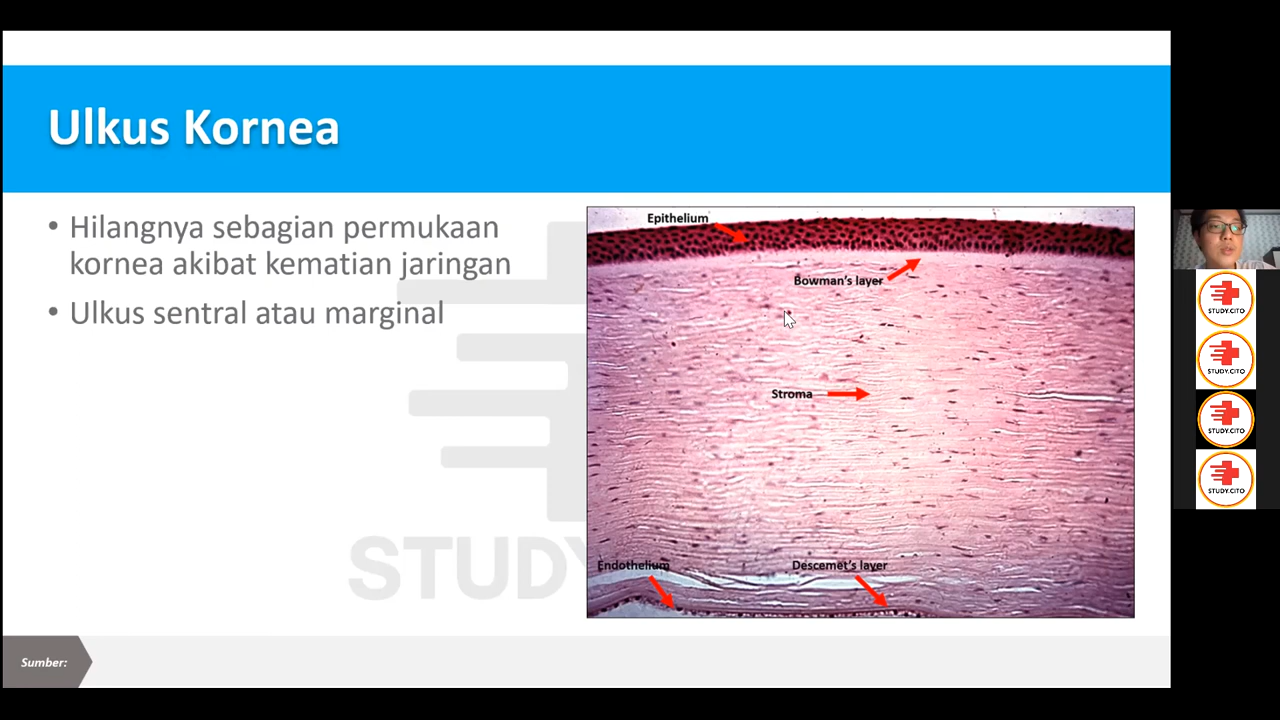 Ulkus Kornea
• Hilangnya sebagian permukaan
kornea akibat kematian jaringan
• Ulkus sentral atau marginal
Epithelium
Bowman's layer
Stroma
Endothelium
Descemet's layer
STUDY
Sumber:
STUDY.CITO
STUDY.CITO
STUDY.CITO
STUDY.CITO